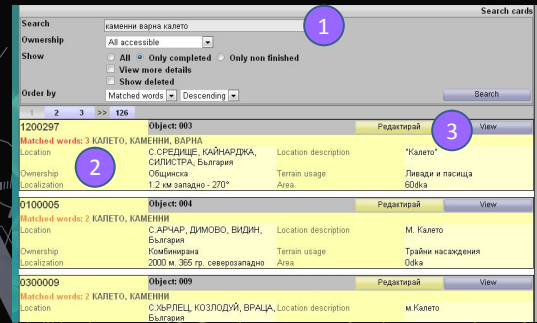 Search cards
Search каменни варна калето 1
Ownership All accessible
Show All Only completed Only non finished
View more details
Show deleted
Order by Matched words Descending Search
1 2 3 >> 126
1200297 Object: 003 Редактирай 3 View
Matched words: 3 КАЛЕТО, КАМЕННИ, ВАРНА
Location С.СРЕДИЩЕ, КАЙНАРДЖА, Location description "Калето"
2 СИЛИСТРА, България
Ownership Общинска Terrain usage Ливади и пасища
Localization 1.2 км западно - 270° Area 60dka
0100005 Object: 004 Редактирай View
Matched words: 2 КАЛЕТО, КАМЕННИ
Location С.АРЧАР, ДИМОВО, ВИДИН, Location description М. Калето
България
Ownership Комбинирана Terrain usage Трайни насаждения
Localization 2000 м. 365 гр. северозападно Area 0dka
0300009 Object: 009 Редактирай View
Matched words: 2 КАЛЕТО, КАМЕННИ
Location С.ХЪРЛЕЦ, КОЗЛОДУЙ, ВРАЦА, Location description м.Калето
България